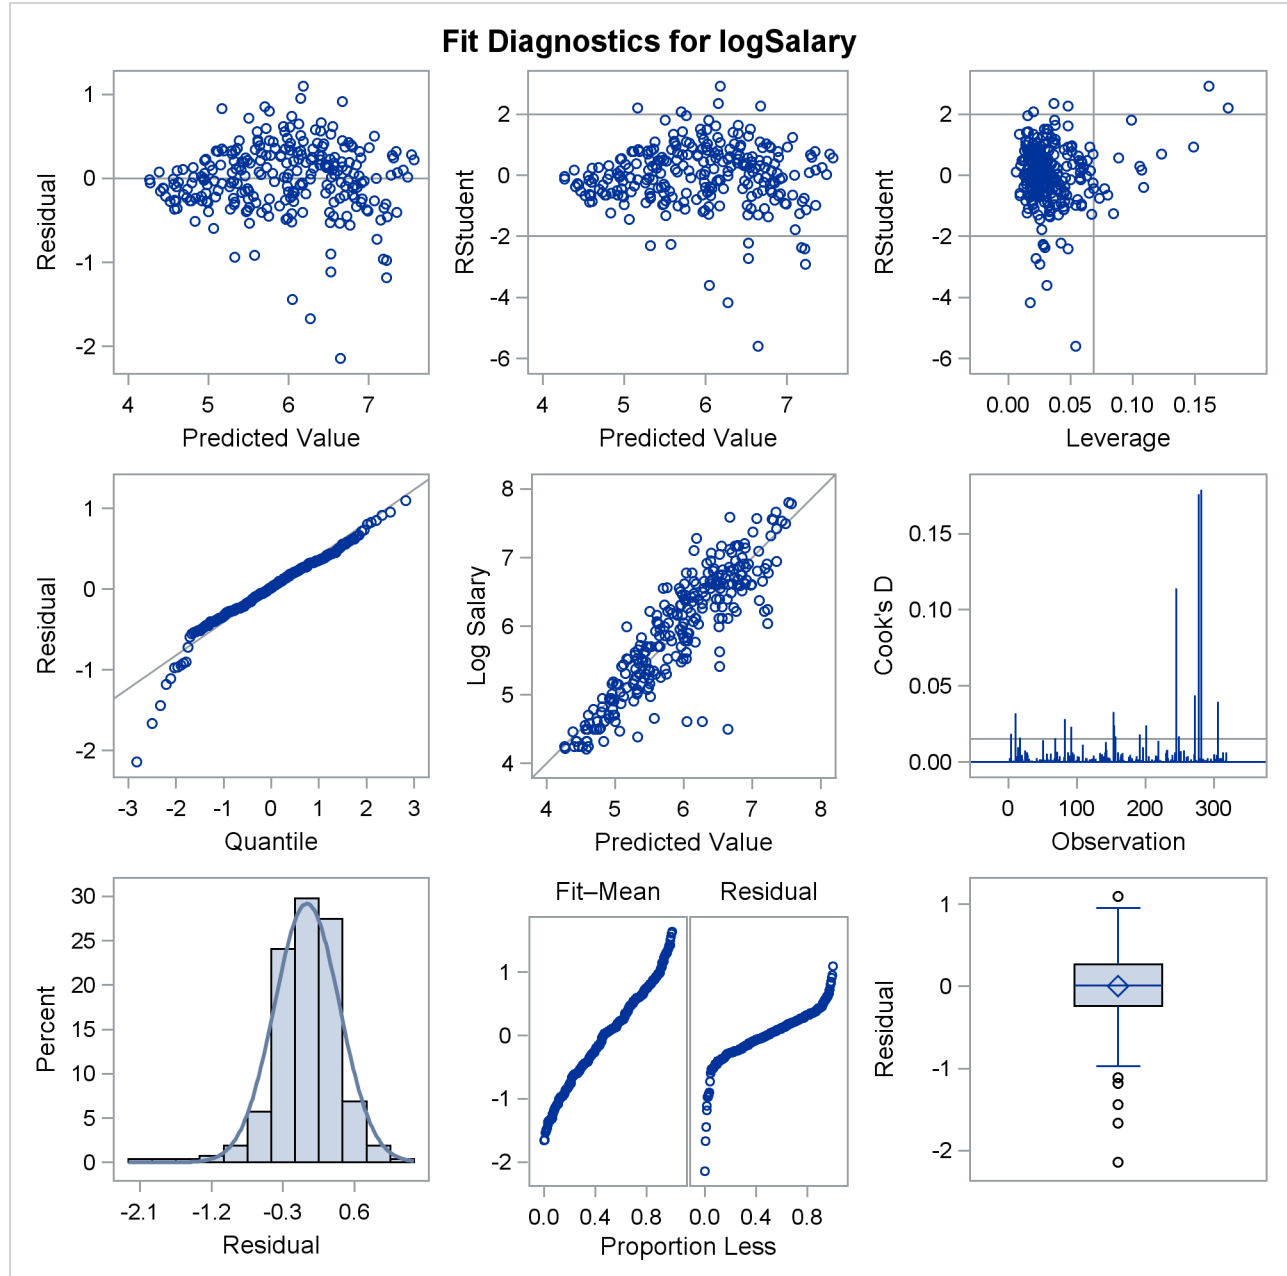 Fit Diagnostics for logSalary
1
0
-1
-2
Residual
4 5 6 7
Predicted Value
2
0
-2
-4
-6
RStudent
4 5 6 7
Predicted Value
2
0
-2
-4
-6
RStudent
0.00 0.05 0.10 0.15
Leverage
1
0
-1
-2
Residual
-3 -2 -1 0 1 2 3
Quantile
8
7
6
5
4
Log Salary
4 5 6 7 8
Predicted Value
0.15
0.10
0.05
0.00
Cook's D
0 100 200 300
Observation
30
25
20
15
10
5
0
Percent
-2.1 -1.2 -0.3 0.6
Residual
Fit–Mean Residual
1
0
-1
-2
0.0 0.4 0.8 0.0 0.4 0.8
Proportion Less
1
0
-1
-2
Residual